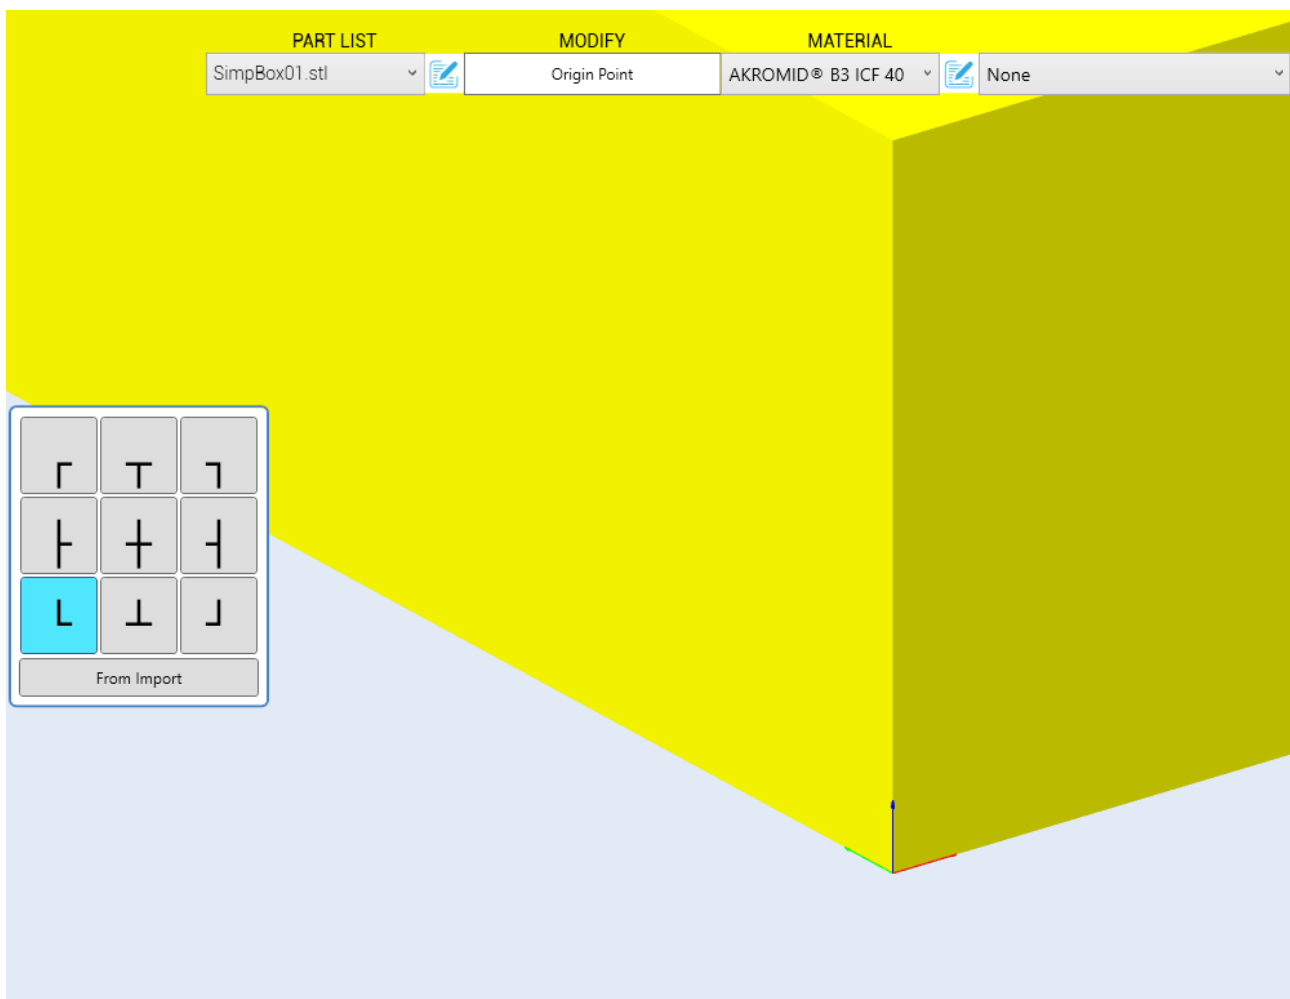 PART LIST MODIFY MATERIAL
SimpBox01.stl Origin Point AKROMID® B3 ICF 40 None
From Import